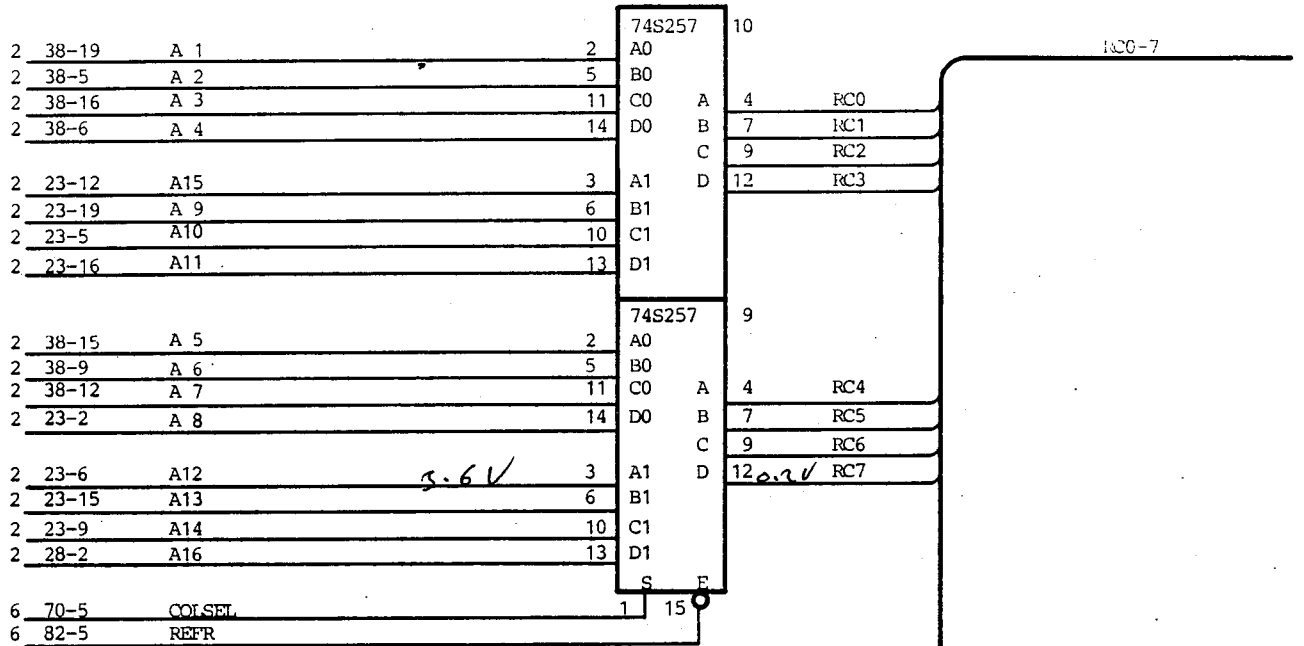 74S257 10
2 38-19 A 1 2 A0
2 38-5 A 2 5 B0
2 38-16 A 3 11 C0 A 4 RC0
2 38-6 A 4 14 D0 B 7 RC1
C 9 RC2
2 23-12 A15 3 A1 D 12 RC3
2 23-19 A 9 6 B1
2 23-5 A10 10 C1
2 23-16 A11 13 D1
RC0-7
74S257 9
2 38-15 A 5 2 A0
2 38-9 A 6 5 B0
2 38-12 A 7 11 C0 A 4 RC4
2 23-2 A 8 14 D0 B 7 RC5
C 9 RC6
2 23-6 A12 3.6 V 3 A1 D 12 0.2V RC7
2 23-15 A13 6 B1
2 23-9 A14 10 C1
2 28-2 A16 13 D1
S E
6 70-5 COLSEL 1 15
6 82-5 REFR